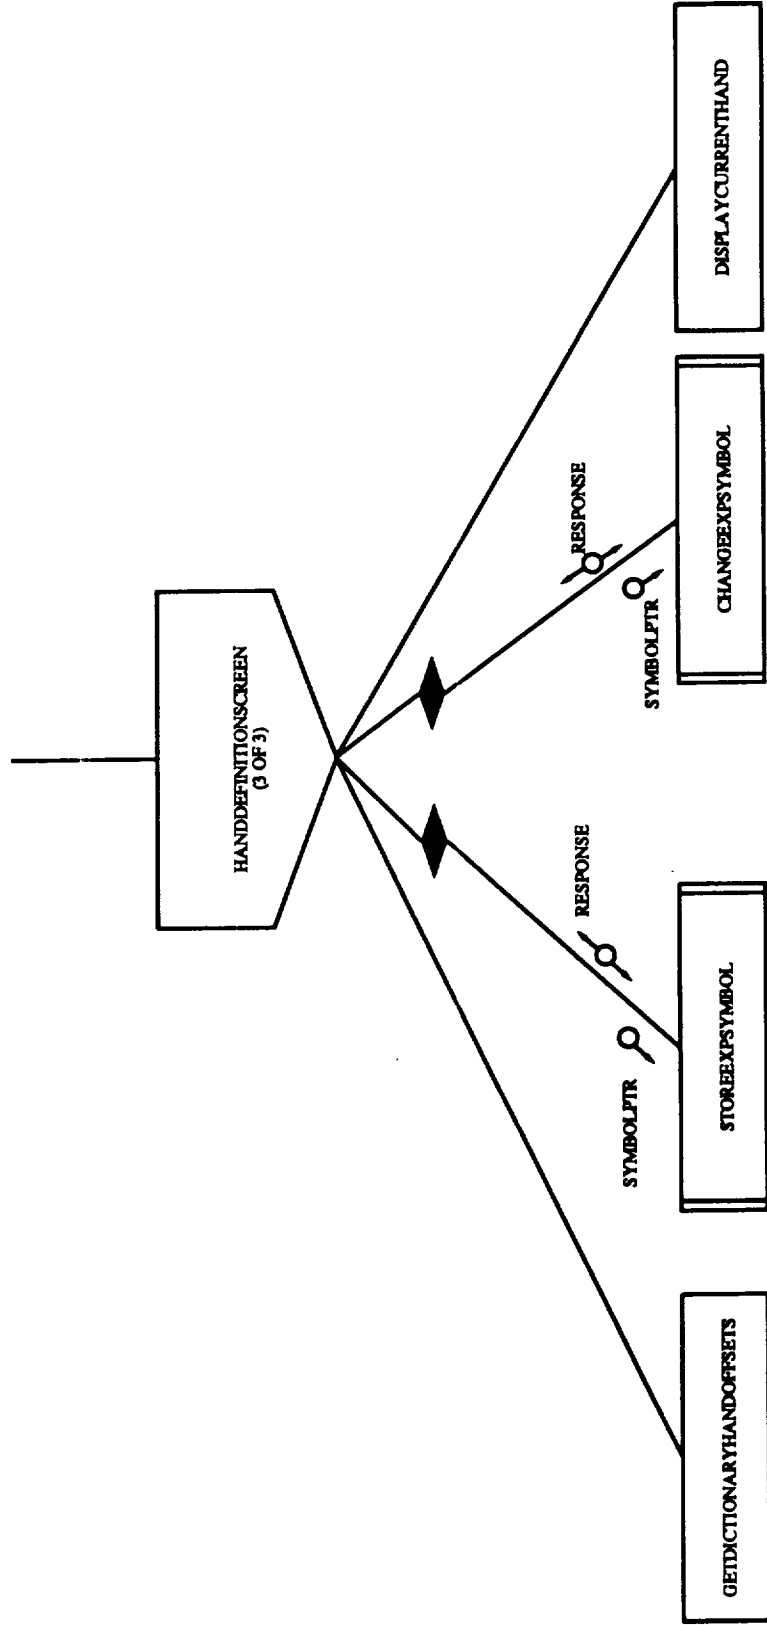 HANDDEFINITIONSCREEN
(3 OF 3)
SYMBOLPTR
RESPONSE
SYMBOLPTR
RESPONSE
GETDICTIONARYHANDOFFSETS
STOREEXPSYMBOL
CHANGEEXPSYMBOL
DISPLAYCURRENTHAND